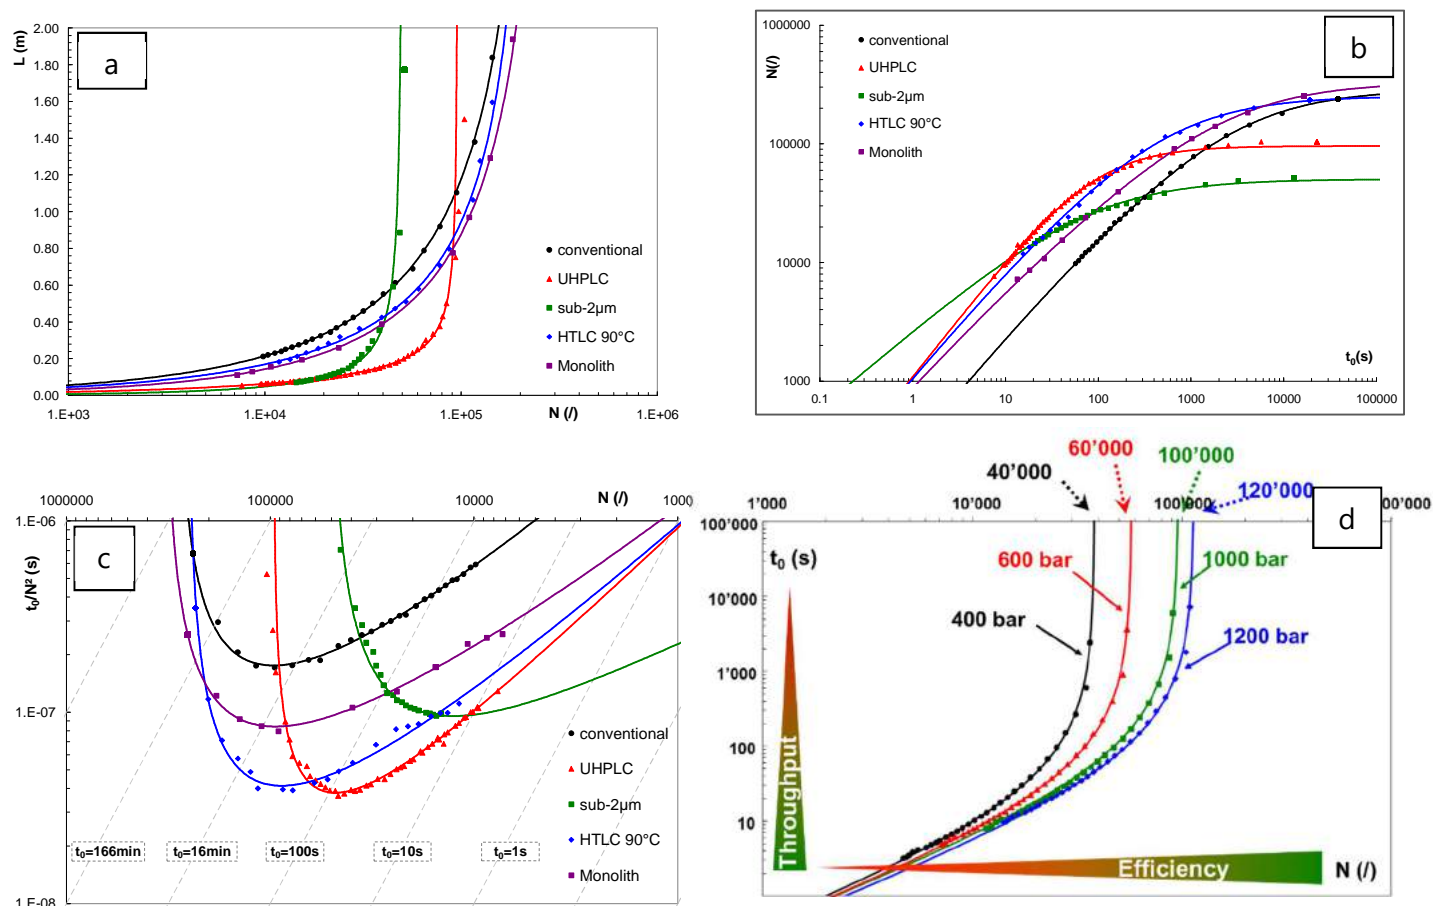 a
L (m)
2.00
1.80
1.60
1.40
1.20
1.00
0.80
0.60
0.40
0.20
0.00
1.E+03
1.E+04
1.E+05
1.E+06
N (/)
conventional
UHPLC
sub-2µm
HTLC 90°C
Monolith
b
N(/)
1000000
100000
10000
1000
0.1
1
10
100
1000
10000
100000
t0(s)
conventional
UHPLC
sub-2µm
HTLC 90°C
Monolith
c
1000000
100000
10000
N (/)
1000
t0/N² (s)
1.E-06
1.E-07
1.E-08
conventional
UHPLC
sub-2µm
HTLC 90°C
Monolith
t0=166min
t0=16min
t0=100s
t0=10s
t0=1s
d
60'000
40'000
100'000
120'000
1'000
10'000
100'000
t0 (s)
100'000
10'000
1'000
100
10
600 bar
1000 bar
400 bar
1200 bar
Throughput
Efficiency
N (/)